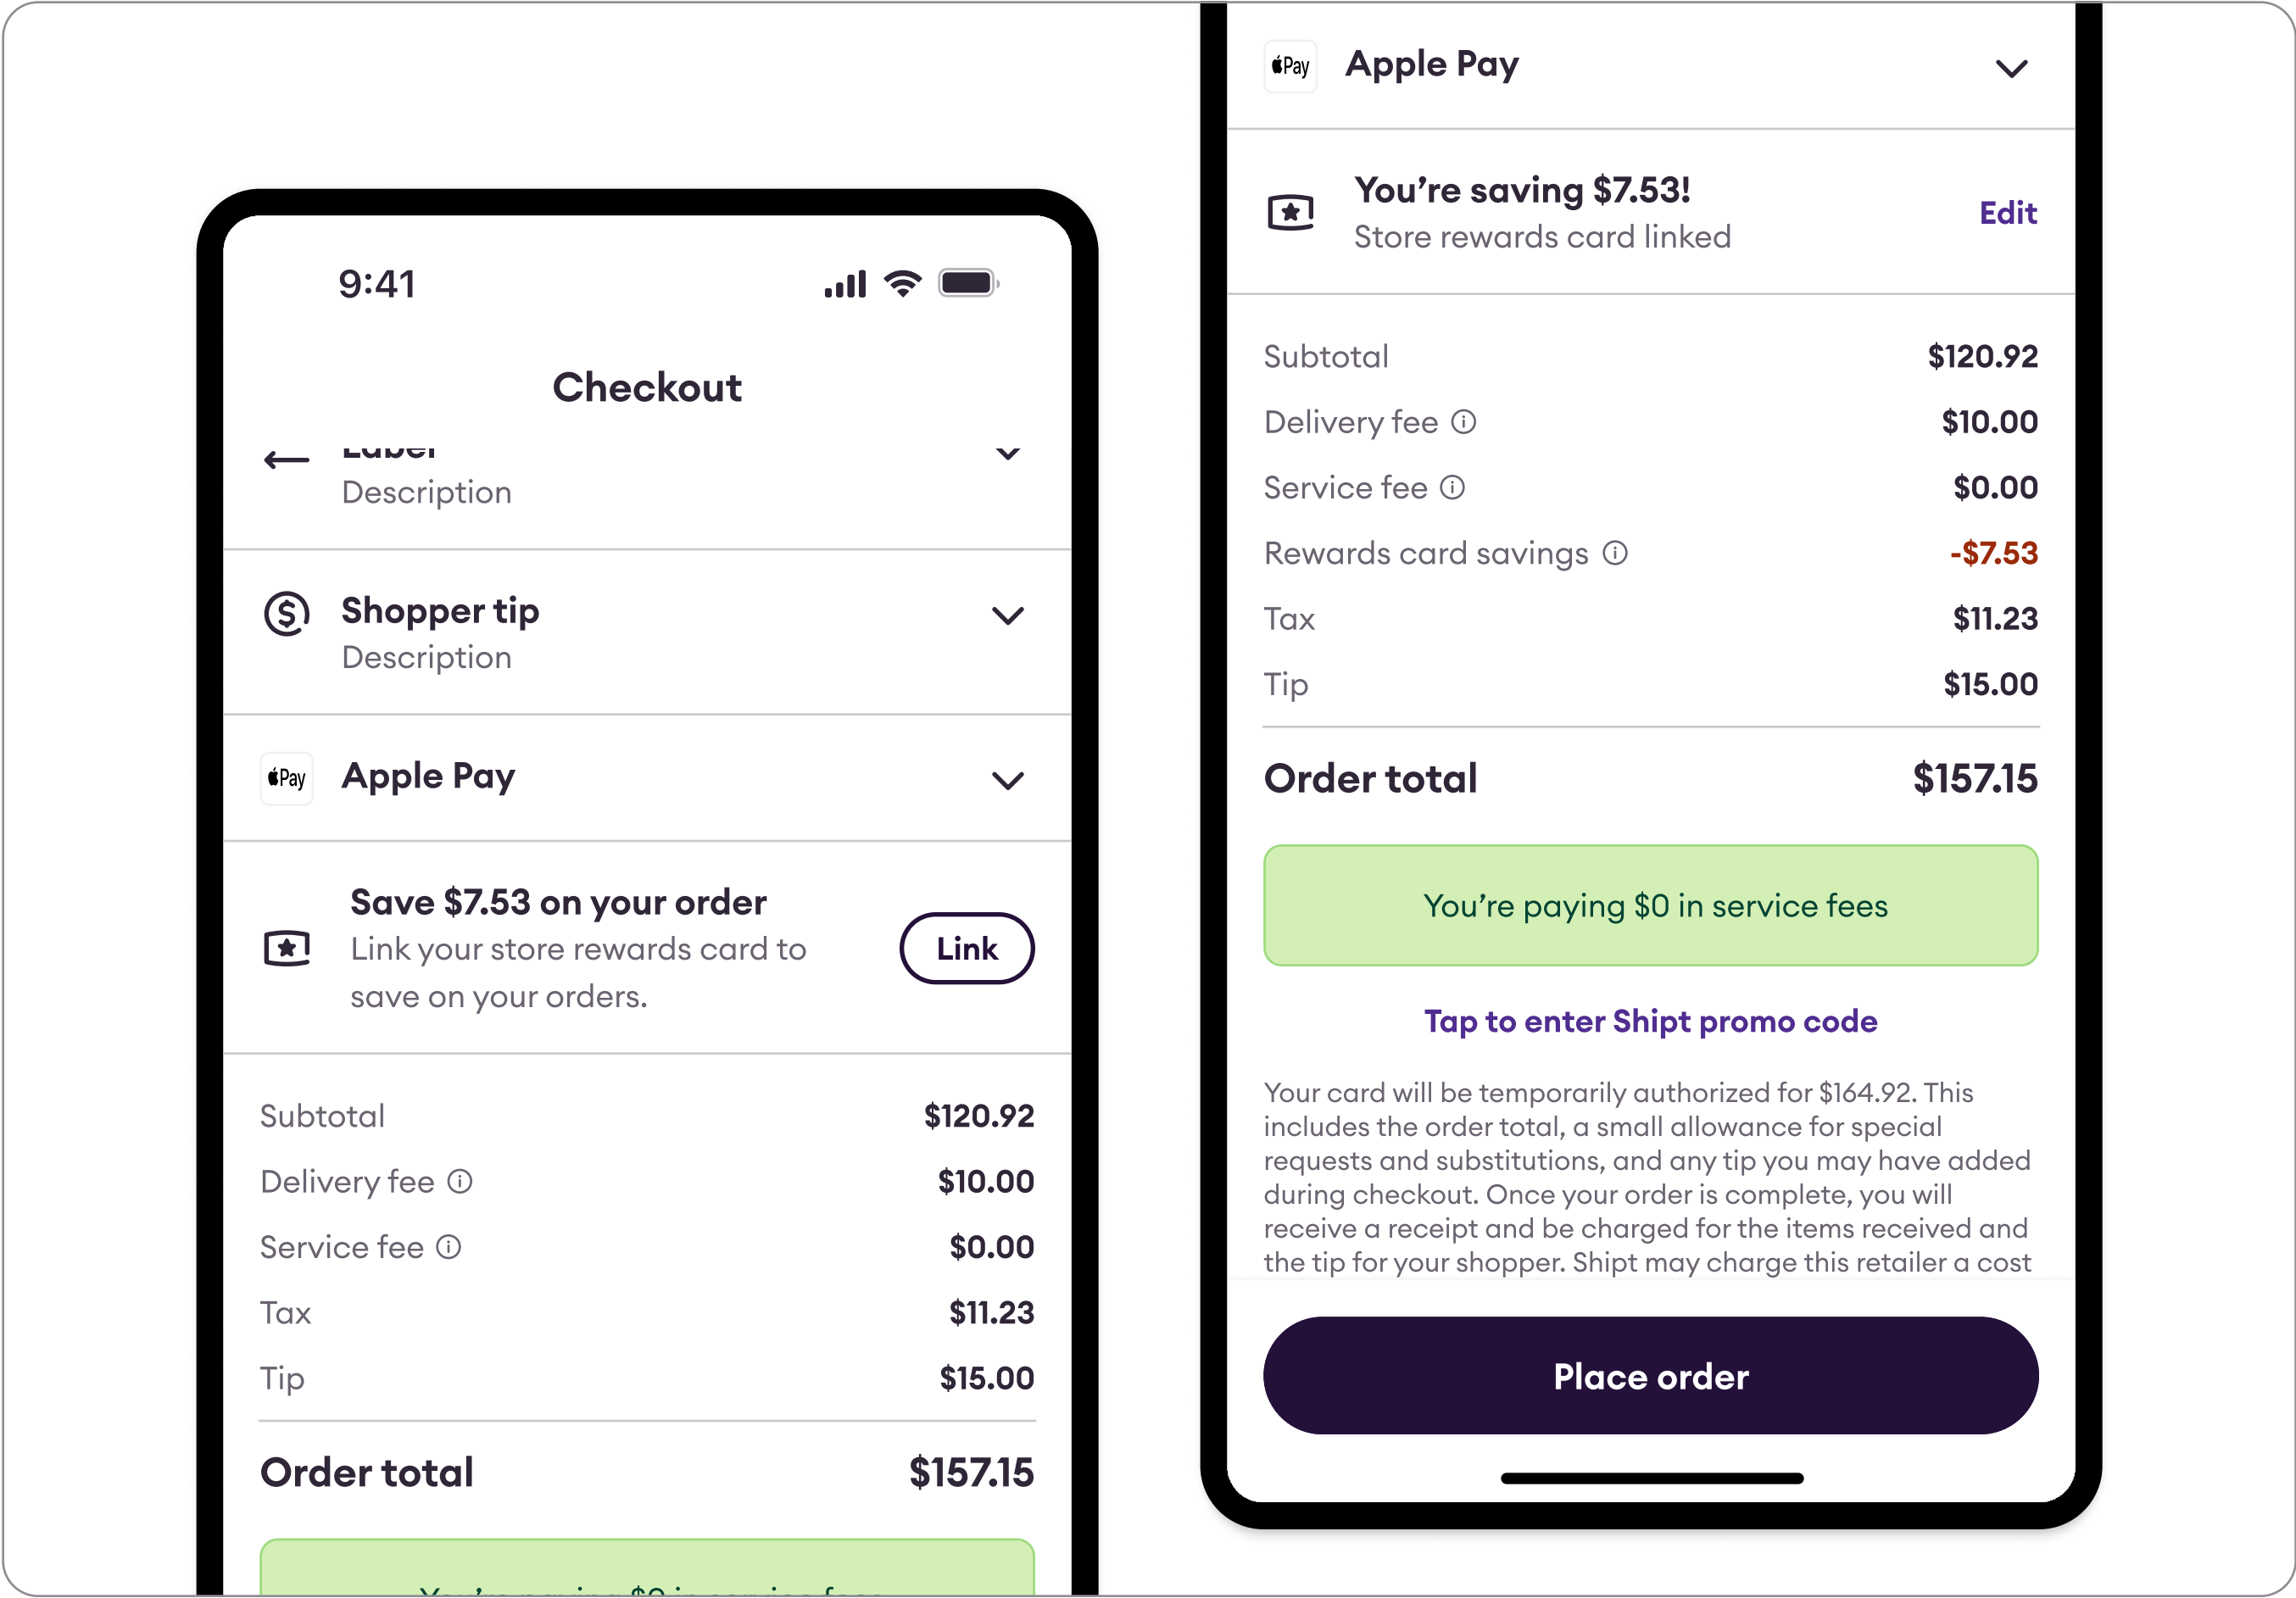 9:41
Checkout
Label
Description
Shopper tip
Description
Pay Apple Pay
Save $7.53 on your order
Link your store rewards card to
save on your orders.
Link
Subtotal $120.92
Delivery fee $10.00
Service fee $0.00
Tax $11.23
Tip $15.00
Order total $157.15
You're paying $0 in service fees
Pay Apple Pay
You're saving $7.53!
Store rewards card linked
Edit
Subtotal $120.92
Delivery fee $10.00
Service fee $0.00
Rewards card savings -$7.53
Tax $11.23
Tip $15.00
Order total $157.15
You're paying $0 in service fees
Tap to enter Shipt promo code
Your card will be temporarily authorized for $164.92. This
includes the order total, a small allowance for special
requests and substitutions, and any tip you may have added
during checkout. Once your order is complete, you will
receive a receipt and be charged for the items received and
the tip for your shopper. Shipt may charge this retailer a cost
Place order